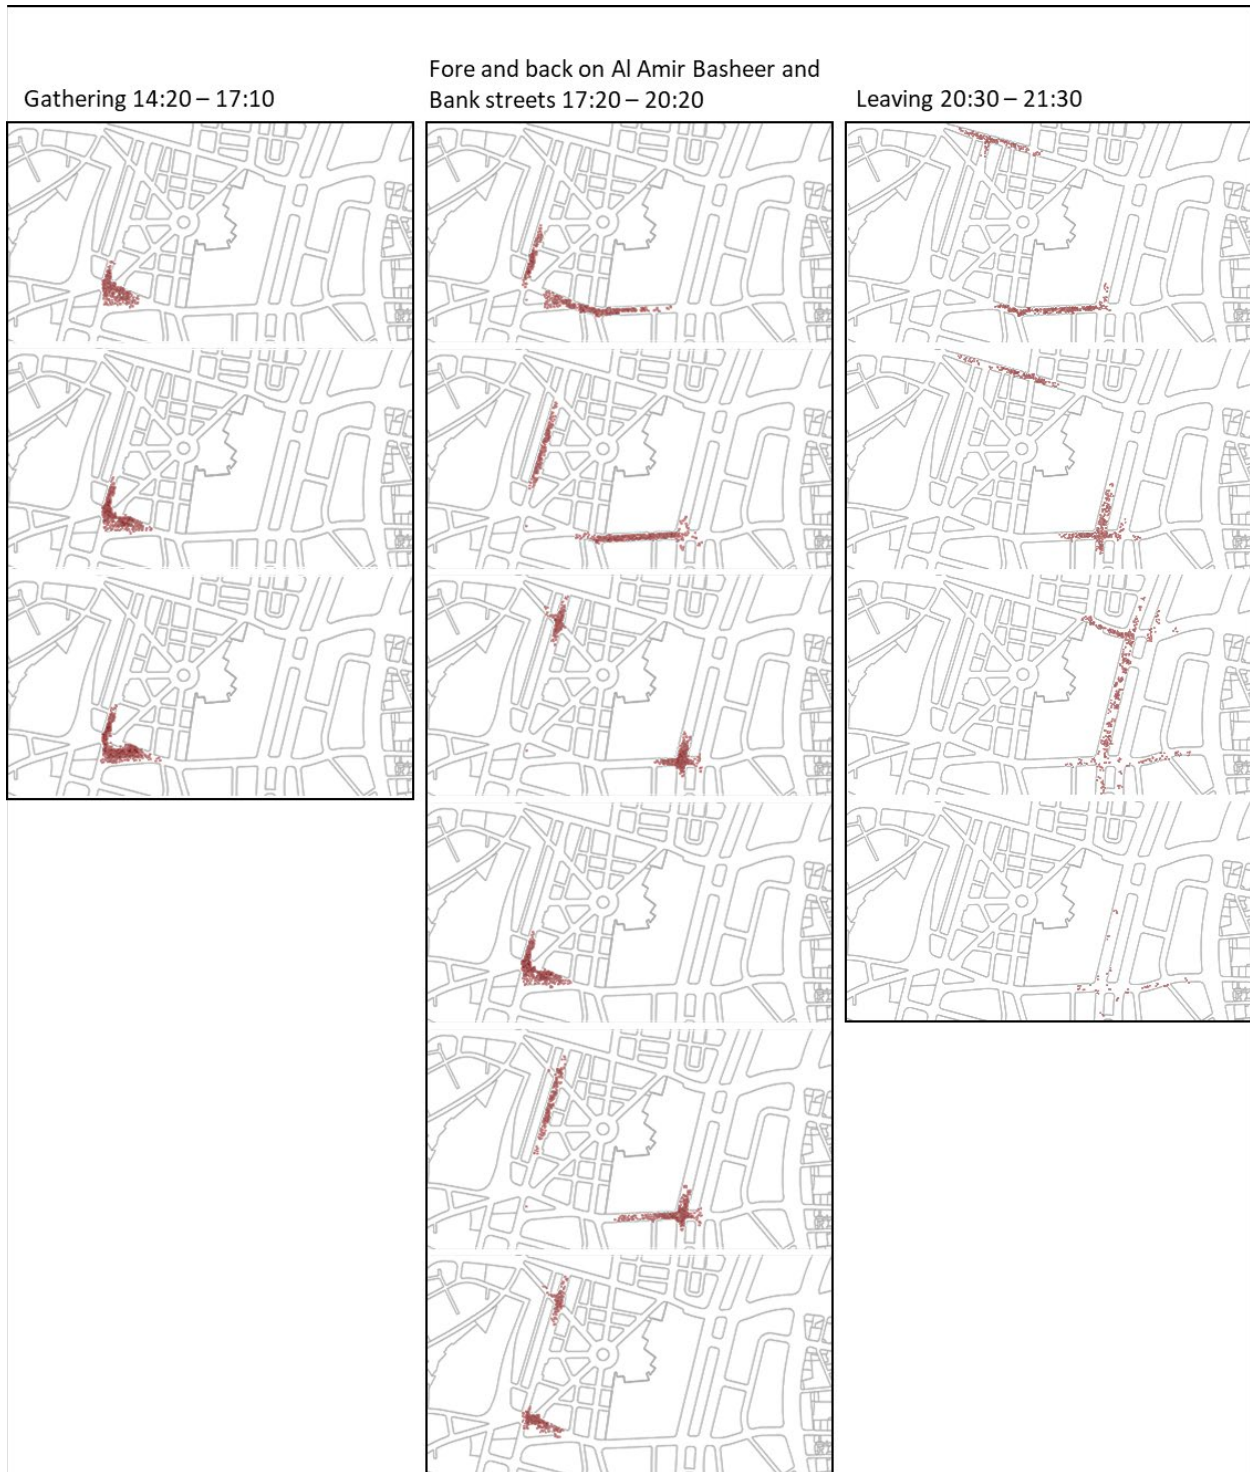 Gathering 14:20 – 17:10
Fore and back on Al Amir Basheer and
Bank streets 17:20 – 20:20
Leaving 20:30 – 21:30